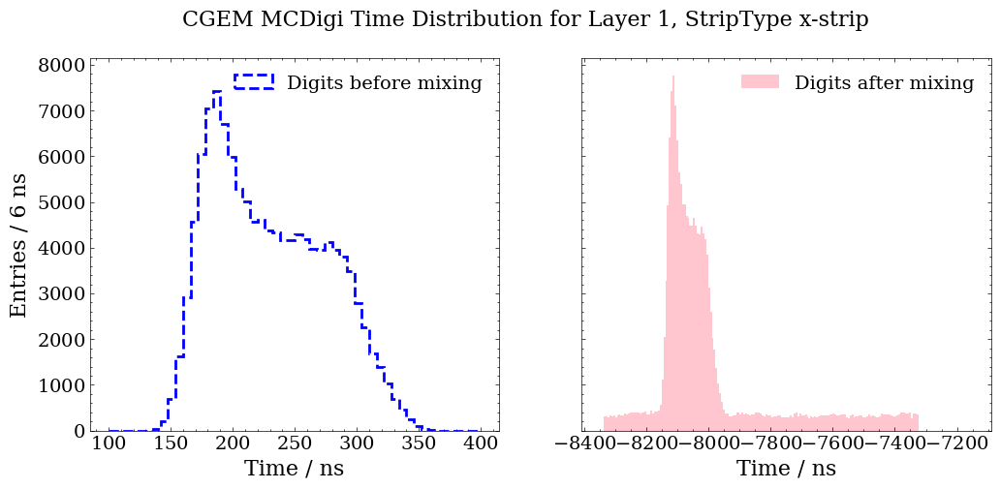 CGEM MCDigi Time Distribution for Layer 1, StripType x-strip
Entries / 6 ns
8000
7000
6000
5000
4000
3000
2000
1000
0
Digits before mixing
100 150 200 250 300 350 400
Time / ns
Digits after mixing
−8400 −8200 −8000 −7800 −7600 −7400 −7200
Time / ns